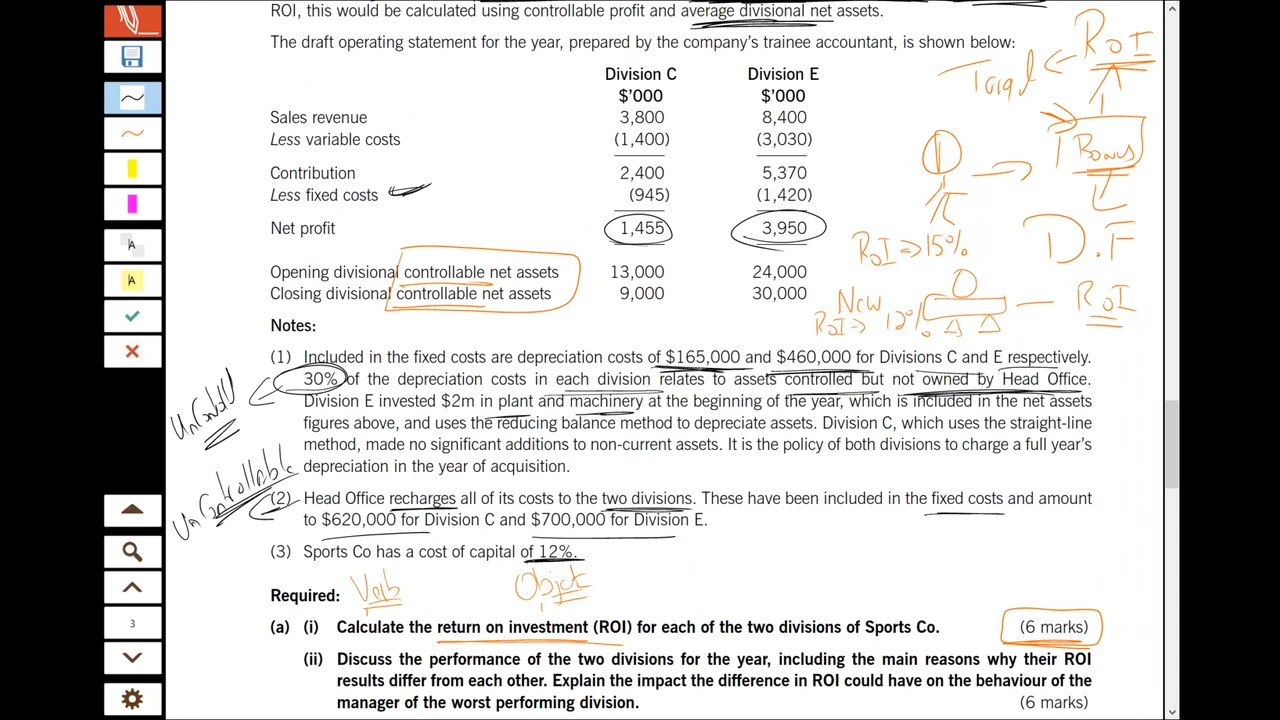 ROI, this would be calculated using controllable profit and average divisional net assets.
The draft operating statement for the year, prepared by the company's trainee accountant, is shown below:
Division C Division E
$'000 $'000
Sales revenue 3,800 8,400
Less variable costs (1,400) (3,030)
Contribution 2,400 5,370
Less fixed costs (945) (1,420)
Net profit 1,455 3,950
Opening divisional controllable net assets 13,000 24,000
Closing divisional controllable net assets 9,000 30,000
Notes:
(1) Included in the fixed costs are depreciation costs of $165,000 and $460,000 for Divisions C and E respectively.
30% of the depreciation costs in each division relates to assets controlled but not owned by Head Office.
Division E invested $2m in plant and machinery at the beginning of the year, which is included in the net assets
figures above, and uses the reducing balance method to depreciate assets. Division C, which uses the straight-line
method, made no significant additions to non-current assets. It is the policy of both divisions to charge a full year's
depreciation in the year of acquisition.
(2) Head Office recharges all of its costs to the two divisions. These have been included in the fixed costs and amount
to $620,000 for Division C and $700,000 for Division E.
(3) Sports Co has a cost of capital of 12%.
Verb Object
Required:
(a) (i) Calculate the return on investment (ROI) for each of the two divisions of Sports Co. (6 marks)
(ii) Discuss the performance of the two divisions for the year, including the main reasons why their ROI
results differ from each other. Explain the impact the difference in ROI could have on the behaviour of the
manager of the worst performing division. (6 marks)
RoI
Target
Bonus
D.F
RoI ⇒ 15%
New
RoI ⇒ 12%
RoI
UnControllable
3
A
A